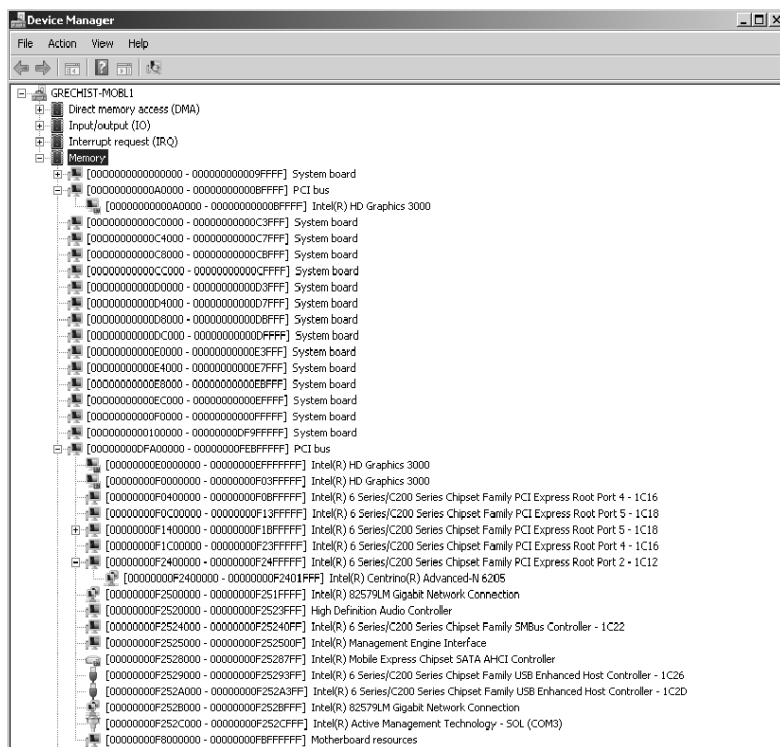 Device Manager
File Action View Help
GRECHIST-MOBL1
Direct memory access (DMA)
Input/output (IO)
Interrupt request (IRQ)
Memory
[0000000000000000 - 000000000009FFFF] System board
[00000000000A0000 - 00000000000BFFFF] PCI bus
[00000000000A0000 - 00000000000BFFFF] Intel(R) HD Graphics 3000
[00000000000C0000 - 00000000000C3FFF] System board
[00000000000C4000 - 00000000000C7FFF] System board
[00000000000C8000 - 00000000000CBFFF] System board
[00000000000CC000 - 00000000000CFFFF] System board
[00000000000D0000 - 00000000000D3FFF] System board
[00000000000D4000 - 00000000000D7FFF] System board
[00000000000D8000 - 00000000000DBFFF] System board
[00000000000DC000 - 00000000000DFFFF] System board
[00000000000E0000 - 00000000000E3FFF] System board
[00000000000E4000 - 00000000000E7FFF] System board
[00000000000E8000 - 00000000000EBFFF] System board
[00000000000EC000 - 00000000000EFFFF] System board
[00000000000F0000 - 00000000000FFFFF] System board
[0000000000100000 - 00000000DF9FFFFF] System board
[00000000DFA00000 - 00000000FEBFFFFF] PCI bus
[00000000E0000000 - 00000000EFFFFFFF] Intel(R) HD Graphics 3000
[00000000F0000000 - 00000000F03FFFFF] Intel(R) HD Graphics 3000
[00000000F0400000 - 00000000F0BFFFFF] Intel(R) 6 Series/C200 Series Chipset Family PCI Express Root Port 4 - 1C16
[00000000F0C00000 - 00000000F13FFFFF] Intel(R) 6 Series/C200 Series Chipset Family PCI Express Root Port 5 - 1C18
[00000000F1400000 - 00000000F1BFFFFF] Intel(R) 6 Series/C200 Series Chipset Family PCI Express Root Port 5 - 1C18
[00000000F1C00000 - 00000000F23FFFFF] Intel(R) 6 Series/C200 Series Chipset Family PCI Express Root Port 4 - 1C16
[00000000F2400000 - 00000000F24FFFFF] Intel(R) 6 Series/C200 Series Chipset Family PCI Express Root Port 2 - 1C12
[00000000F2400000 - 00000000F2401FFF] Intel(R) Centrino(R) Advanced-N 6205
[00000000F2500000 - 00000000F251FFFF] Intel(R) 82579LM Gigabit Network Connection
[00000000F2520000 - 00000000F2523FFF] High Definition Audio Controller
[00000000F2524000 - 00000000F25240FF] Intel(R) 6 Series/C200 Series Chipset Family SMBus Controller - 1C22
[00000000F2525000 - 00000000F252500F] Intel(R) Management Engine Interface
[00000000F2528000 - 00000000F25287FF] Intel(R) Mobile Express Chipset SATA AHCI Controller
[00000000F2529000 - 00000000F25293FF] Intel(R) 6 Series/C200 Series Chipset Family USB Enhanced Host Controller - 1C26
[00000000F252A000 - 00000000F252A3FF] Intel(R) 6 Series/C200 Series Chipset Family USB Enhanced Host Controller - 1C2D
[00000000F252B000 - 00000000F252BFFF] Intel(R) 82579LM Gigabit Network Connection
[00000000F252C000 - 00000000F252CFFF] Intel(R) Active Management Technology - SOL (COM3)
[00000000F8000000 - 00000000FBFFFFFF] Motherboard resources